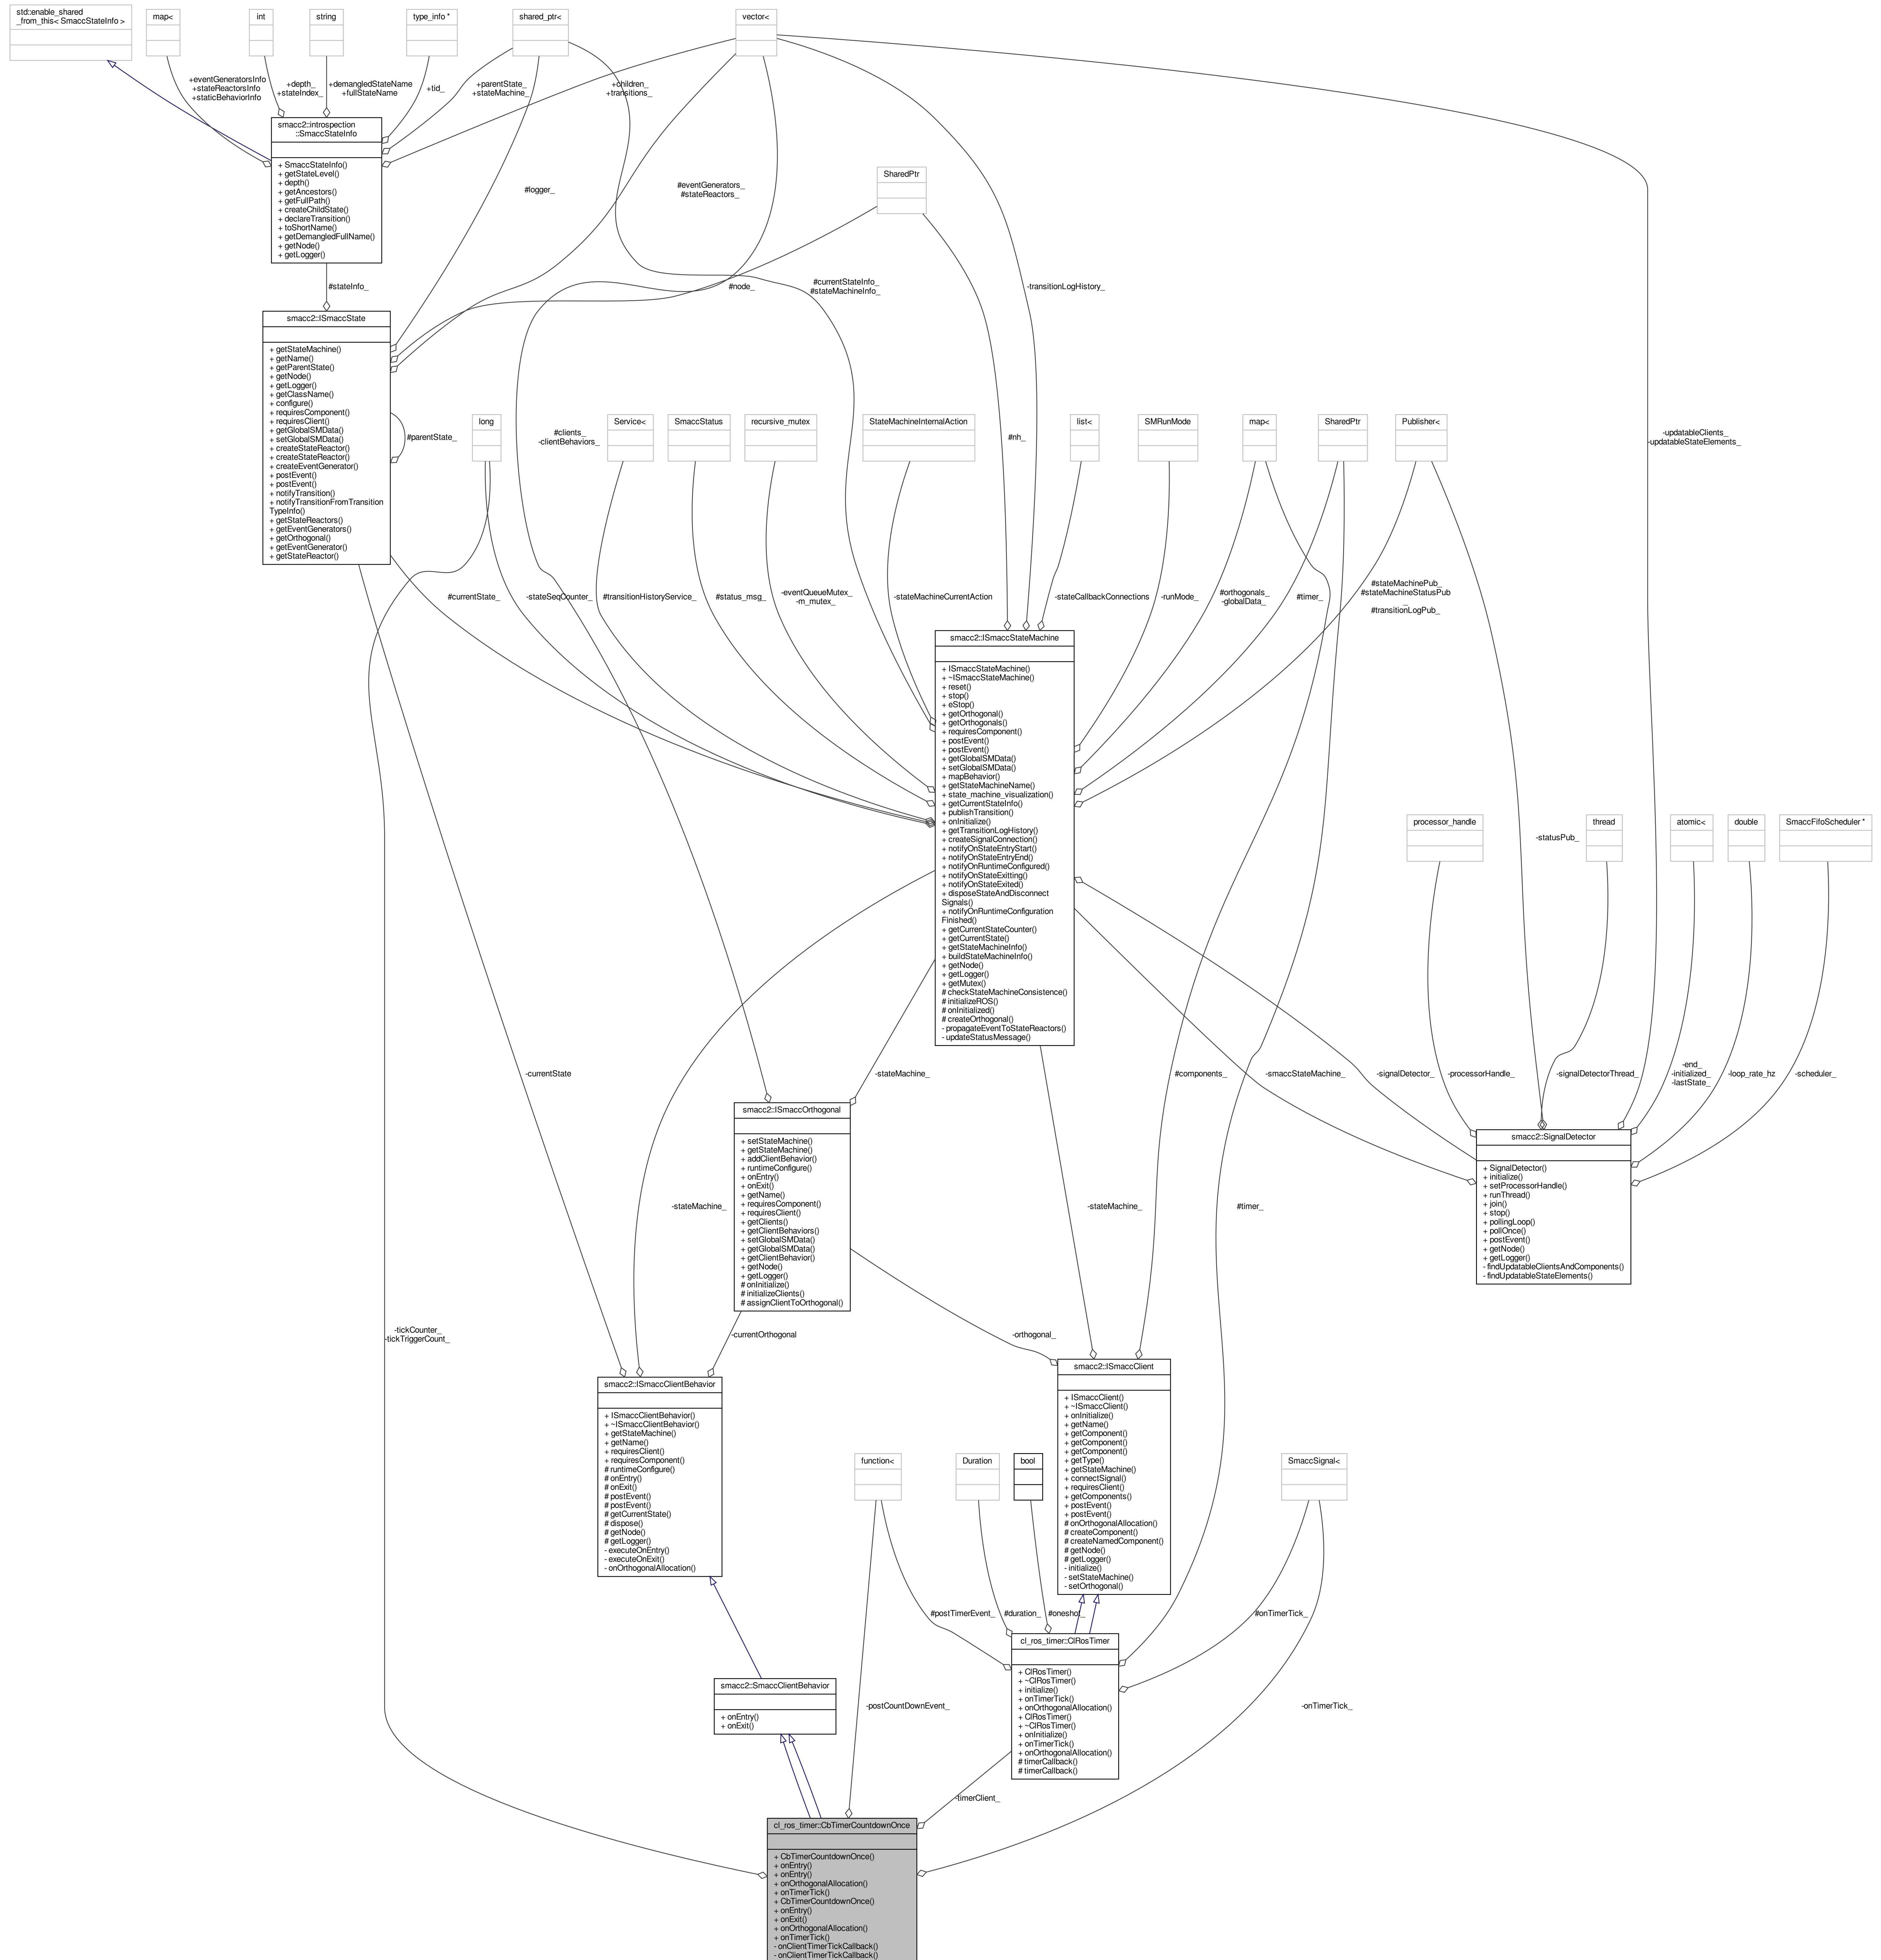 std::enable_shared
_from_this< SmaccStateInfo >
map<
int
string
type_info *
shared_ptr<
vector<
+eventGeneratorsInfo
+stateReactorsInfo
+staticBehaviorInfo
+depth_
+stateIndex_
+demangledStateName
+fullStateName
+tid_
+parentState_
+stateMachine_
+children_
+transitions_
smacc2::introspection
::SmaccStateInfo
+ SmaccStateInfo()
+ getStateLevel()
+ depth()
+ getAncestors()
+ getFullPath()
+ createChildState()
+ declareTransition()
+ toShortName()
+ getDemangledFullName()
+ getNode()
+ getLogger()
SharedPtr
#logger_
#eventGenerators_
#stateReactors_
#stateInfo_
#node_
#currentStateInfo_
#stateMachineInfo_
-transitionLogHistory_
smacc2::ISmaccState
+ getStateMachine()
+ getName()
+ getParentState()
+ getNode()
+ getLogger()
+ getClassName()
+ configure()
+ requiresComponent()
+ requiresClient()
+ getGlobalSMData()
+ setGlobalSMData()
+ createStateReactor()
+ createStateReactor()
+ createEventGenerator()
+ postEvent()
+ postEvent()
+ notifyTransition()
+ notifyTransitionFromTransition
TypeInfo()
+ getStateReactors()
+ getEventGenerators()
+ getOrthogonal()
+ getEventGenerator()
+ getStateReactor()
#parentState_
long
#clients_
-clientBehaviors_
Service<
SmaccStatus
recursive_mutex
StateMachineInternalAction
#nh_
list<
SMRunMode
map<
SharedPtr
Publisher<
-updatableClients_
-updatableStateElements_
#currentState_
-stateSeqCounter_
#transitionHistoryService_
#status_msg_
-eventQueueMutex_
-m_mutex_
-stateMachineCurrentAction
-stateCallbackConnections
-runMode_
#orthogonals_
-globalData_
#timer_
#stateMachinePub_
#stateMachineStatusPub
_
#transitionLogPub_
smacc2::ISmaccStateMachine
+ ISmaccStateMachine()
+ ~ISmaccStateMachine()
+ reset()
+ stop()
+ eStop()
+ getOrthogonal()
+ getOrthogonals()
+ requiresComponent()
+ postEvent()
+ postEvent()
+ getGlobalSMData()
+ setGlobalSMData()
+ mapBehavior()
+ getStateMachineName()
+ state_machine_visualization()
+ getCurrentStateInfo()
+ publishTransition()
+ onInitialize()
+ getTransitionLogHistory()
+ createSignalConnection()
+ notifyOnStateEntryStart()
+ notifyOnStateEntryEnd()
+ notifyOnRuntimeConfigured()
+ notifyOnStateExitting()
+ notifyOnStateExited()
+ disposeStateAndDisconnect
Signals()
+ notifyOnRuntimeConfiguration
Finished()
+ getCurrentStateCounter()
+ getCurrentState()
+ getStateMachineInfo()
+ buildStateMachineInfo()
+ getNode()
+ getLogger()
+ getMutex()
# checkStateMachineConsistence()
# initializeROS()
# onInitialized()
# createOrthogonal()
- propagateEventToStateReactors()
- updateStatusMessage()
processor_handle
-statusPub_
thread
atomic<
double
SmaccFifoScheduler *
-currentState
-stateMachine_
#components_
-smaccStateMachine_
-signalDetector_
-processorHandle_
-signalDetectorThread_
-end_
-initialized_
-lastState_
-loop_rate_hz
-scheduler_
smacc2::ISmaccOrthogonal
+ setStateMachine()
+ getStateMachine()
+ addClientBehavior()
+ runtimeConfigure()
+ onEntry()
+ onExit()
+ getName()
+ requiresComponent()
+ requiresClient()
+ getClients()
+ getClientBehaviors()
+ setGlobalSMData()
+ getGlobalSMData()
+ getClientBehavior()
+ getNode()
+ getLogger()
# onInitialize()
# initializeClients()
# assignClientToOrthogonal()
smacc2::SignalDetector
+ SignalDetector()
+ initialize()
+ setProcessorHandle()
+ runThread()
+ join()
+ stop()
+ pollingLoop()
+ pollOnce()
+ postEvent()
+ getNode()
+ getLogger()
- findUpdatableClientsAndComponents()
- findUpdatableStateElements()
-stateMachine_
-stateMachine_
#timer_
-tickCounter_
-tickTriggerCount_
-currentOrthogonal
-orthogonal_
smacc2::ISmaccClientBehavior
+ ISmaccClientBehavior()
+ ~ISmaccClientBehavior()
+ getStateMachine()
+ getName()
+ requiresClient()
+ requiresComponent()
# runtimeConfigure()
# onEntry()
# onExit()
# postEvent()
# postEvent()
# getCurrentState()
# dispose()
# getNode()
# getLogger()
- executeOnEntry()
- executeOnExit()
- onOrthogonalAllocation()
smacc2::ISmaccClient
+ ISmaccClient()
+ ~ISmaccClient()
+ onInitialize()
+ getName()
+ getComponent()
+ getComponent()
+ getComponent()
+ getType()
+ getStateMachine()
+ connectSignal()
+ requiresClient()
+ getComponents()
+ postEvent()
+ postEvent()
# onOrthogonalAllocation()
# createComponent()
# createNamedComponent()
# getNode()
# getLogger()
- initialize()
- setStateMachine()
- setOrthogonal()
function<
Duration
bool
SmaccSignal<
#postTimerEvent_
#duration_
#oneshot_
#onTimerTick_
cl_ros_timer::ClRosTimer
+ ClRosTimer()
+ ~ClRosTimer()
+ initialize()
+ onTimerTick()
+ onOrthogonalAllocation()
+ ClRosTimer()
+ ~ClRosTimer()
+ onInitialize()
+ onTimerTick()
+ onOrthogonalAllocation()
# timerCallback()
# timerCallback()
smacc2::SmaccClientBehavior
+ onEntry()
+ onExit()
-postCountDownEvent_
-onTimerTick_
-timerClient_
cl_ros_timer::CbTimerCountdownOnce
+ CbTimerCountdownOnce()
+ onEntry()
+ onEntry()
+ onOrthogonalAllocation()
+ onTimerTick()
+ CbTimerCountdownOnce()
+ onEntry()
+ onExit()
+ onOrthogonalAllocation()
+ onTimerTick()
- onClientTimerTickCallback()
- onClientTimerTickCallback()